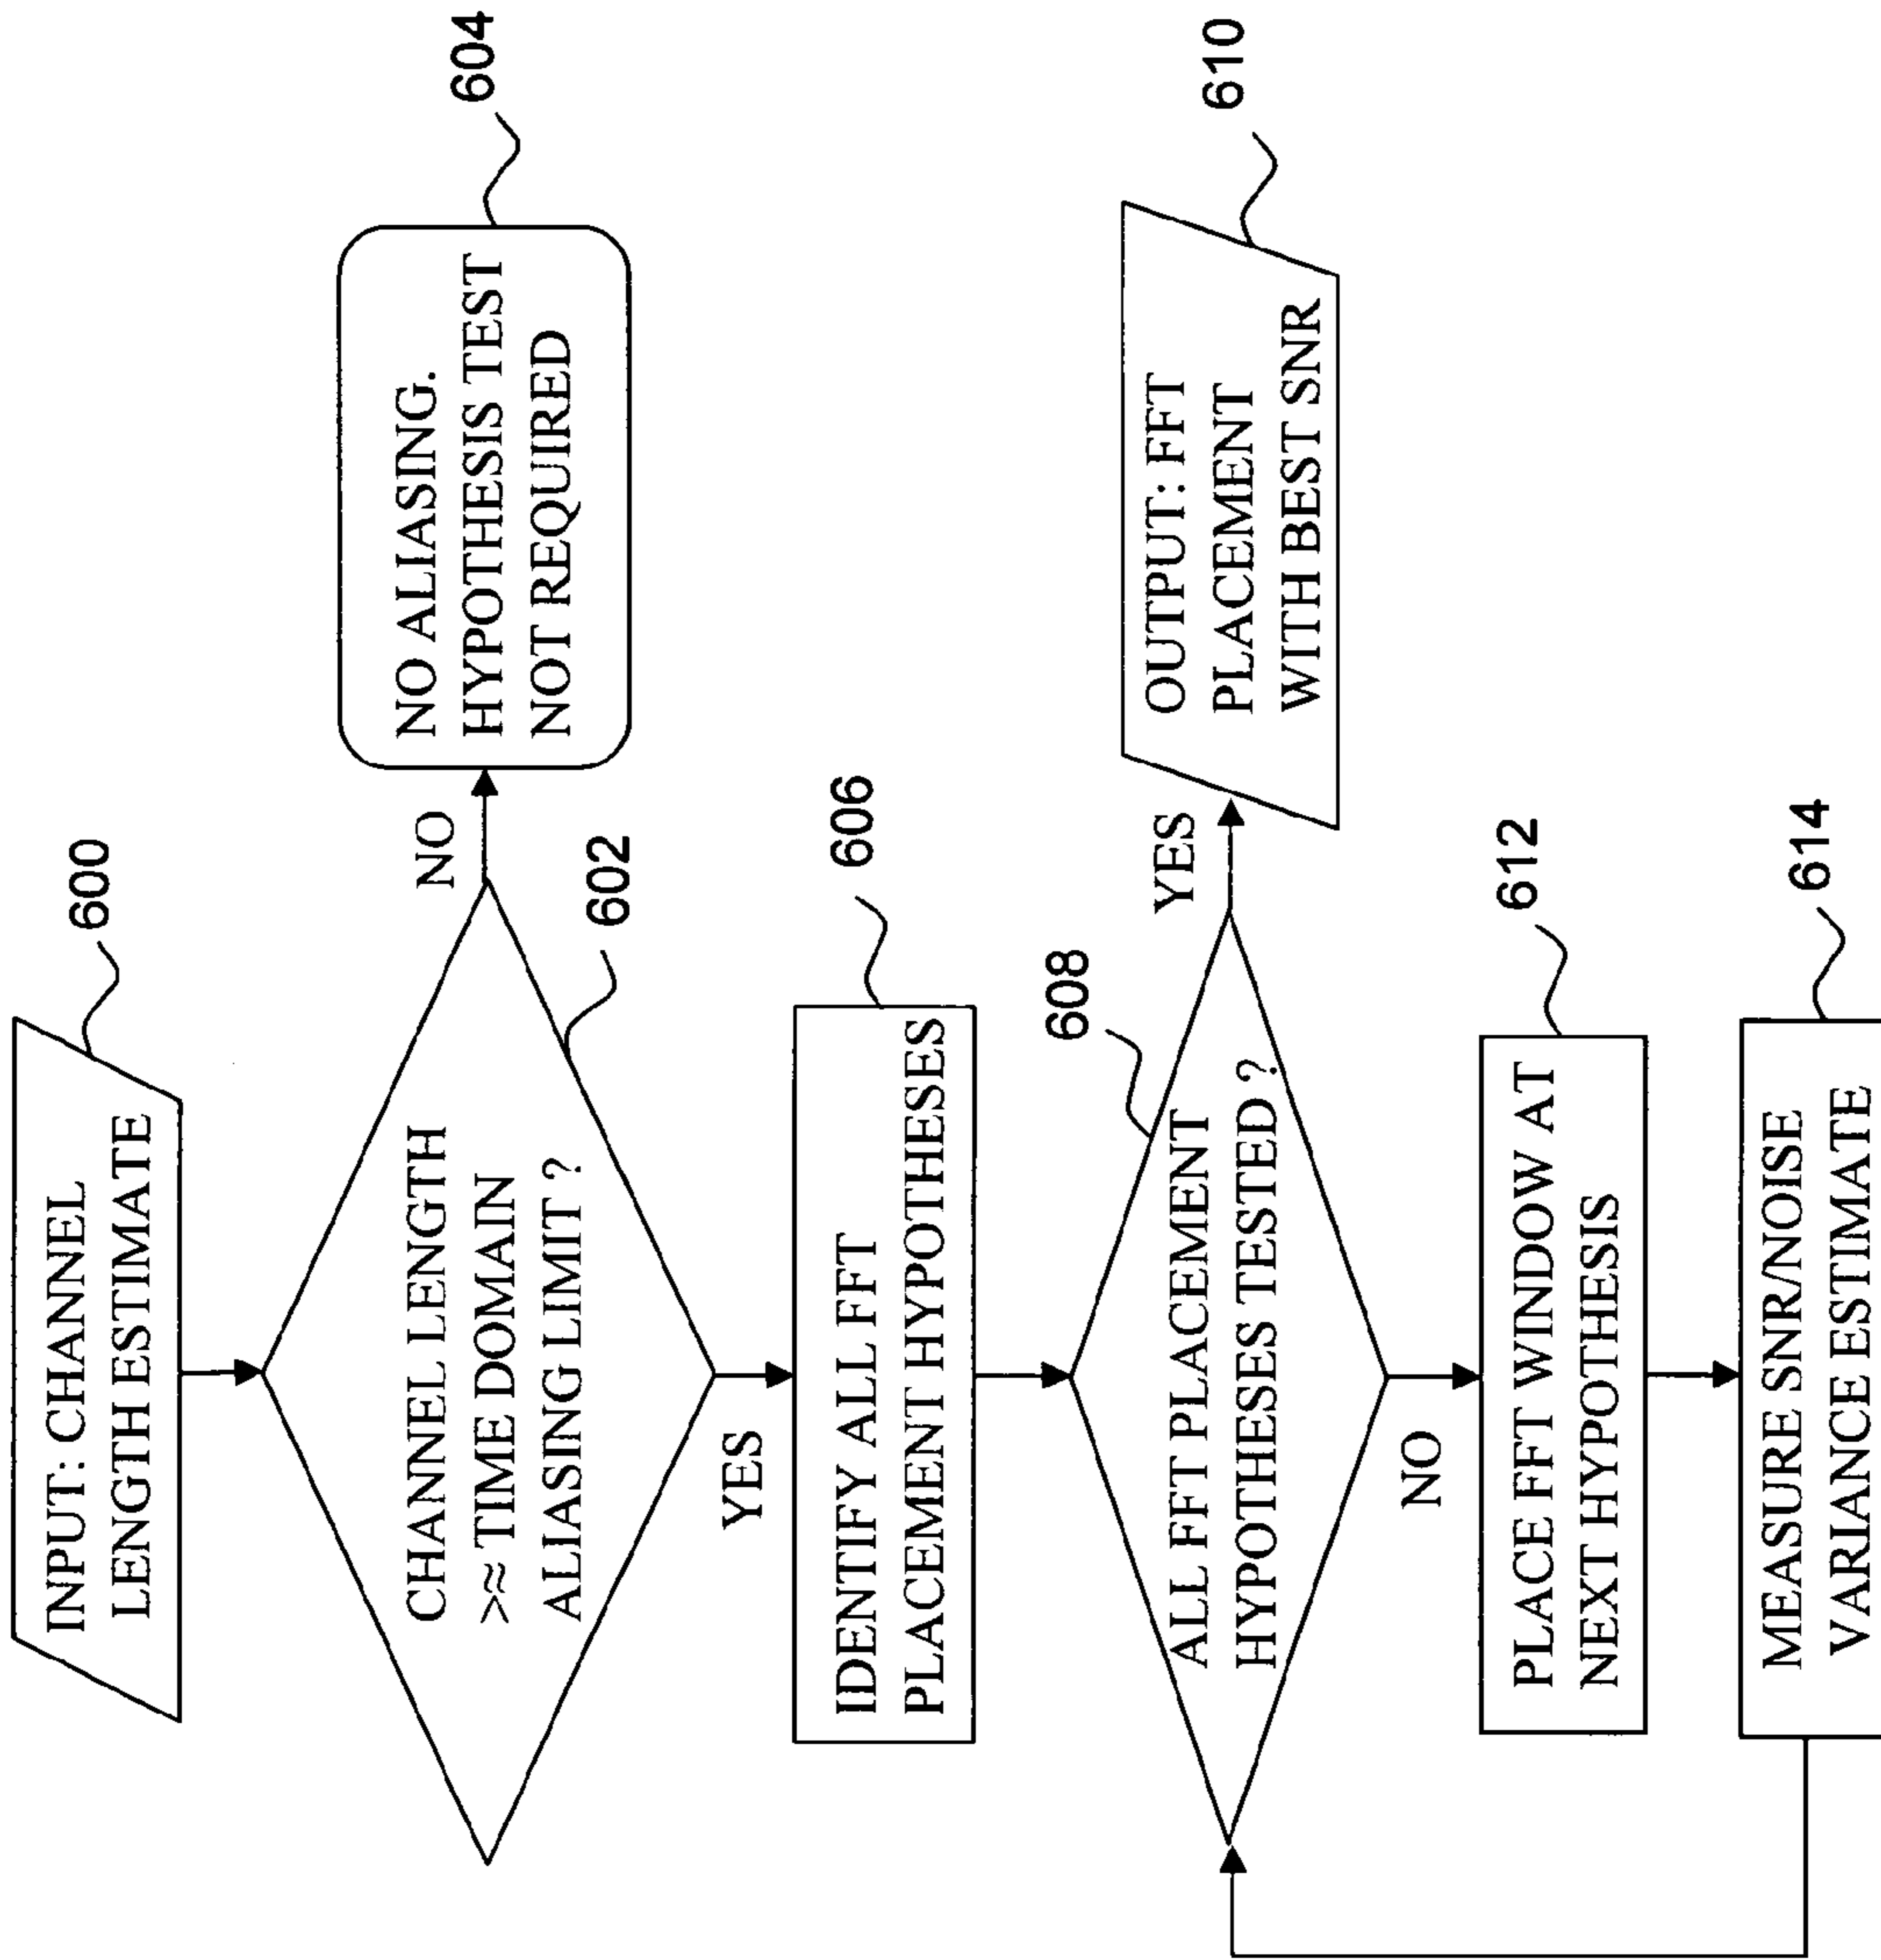 INPUT: CHANNEL
LENGTH ESTIMATE
600
CHANNEL LENGTH
>≈ TIME DOMAIN
ALIASING LIMIT ?
602
NO
NO ALIASING.
HYPOTHESIS TEST
NOT REQUIRED
604
YES
IDENTIFY ALL FFT
PLACEMENT HYPOTHESES
606
ALL FFT PLACEMENT
HYPOTHESES TESTED ?
608
YES
OUTPUT: FFT
PLACEMENT
WITH BEST SNR
610
NO
PLACE FFT WINDOW AT
NEXT HYPOTHESIS
612
MEASURE SNR/NOISE
VARIANCE ESTIMATE
614